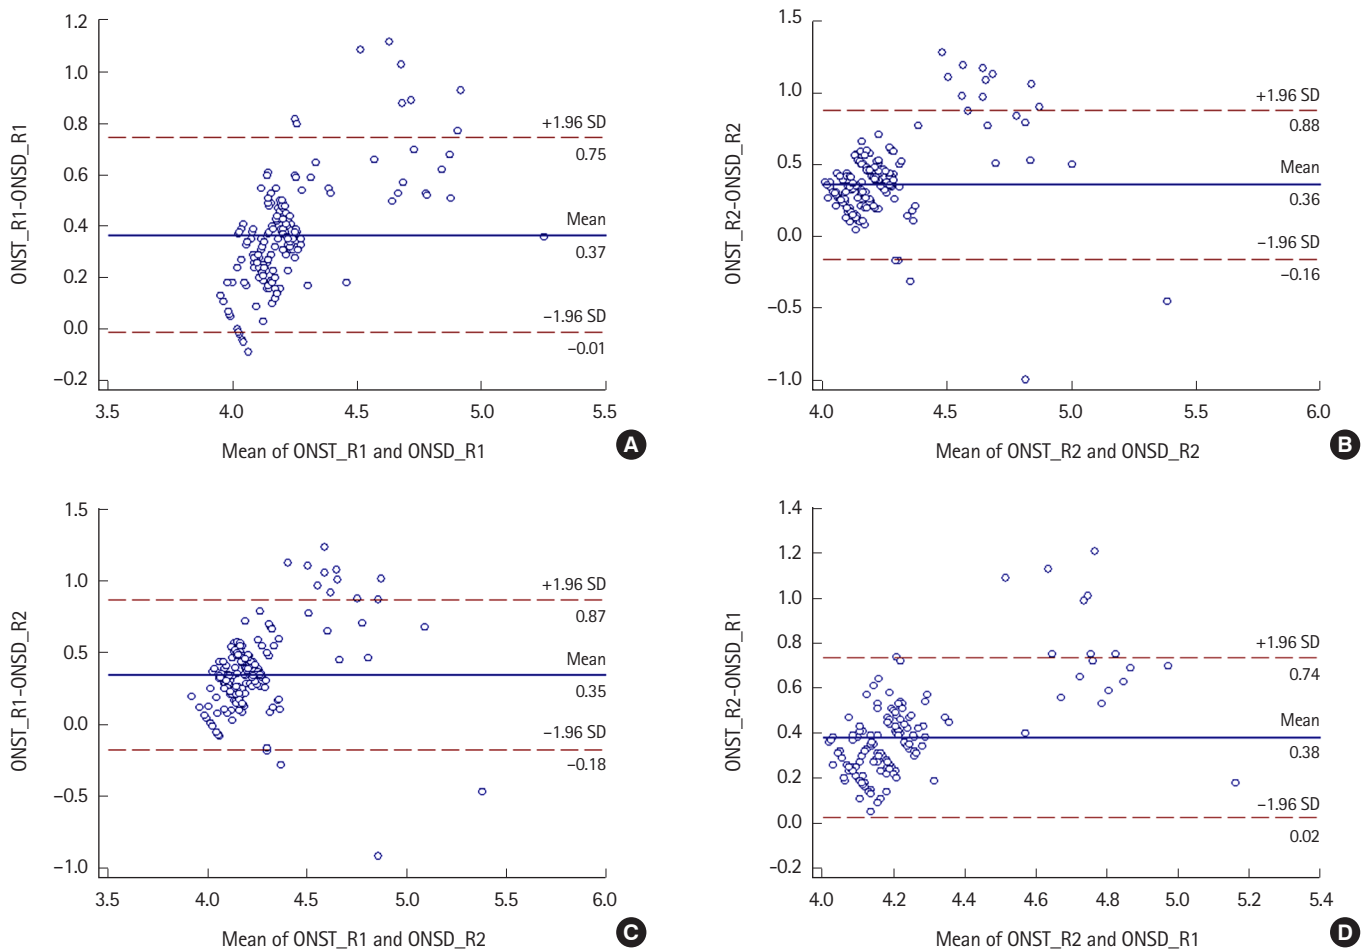 1.2
1.0
0.8
0.6
0.4
0.2
0.0
−0.2
ONST_R1-ONSD_R1
+1.96 SD
0.75
Mean
0.37
−1.96 SD
−0.01
3.5 4.0 4.5 5.0 5.5
Mean of ONST_R1 and ONSD_R1
A
1.5
1.0
0.5
0.0
−0.5
−1.0
ONST_R2-ONSD_R2
+1.96 SD
0.88
Mean
0.36
−1.96 SD
−0.16
4.0 4.5 5.0 5.5 6.0
Mean of ONST_R2 and ONSD_R2
B
1.5
1.0
0.5
0.0
−0.5
−1.0
ONST_R1-ONSD_R2
+1.96 SD
0.87
Mean
0.35
−1.96 SD
−0.18
3.5 4.0 4.5 5.0 5.5 6.0
Mean of ONST_R1 and ONSD_R2
C
1.4
1.2
1.0
0.8
0.6
0.4
0.2
0.0
−0.2
ONST_R2-ONSD_R1
+1.96 SD
0.74
Mean
0.38
−1.96 SD
0.02
4.0 4.2 4.4 4.6 4.8 5.0 5.2 5.4
Mean of ONST_R2 and ONSD_R1
D